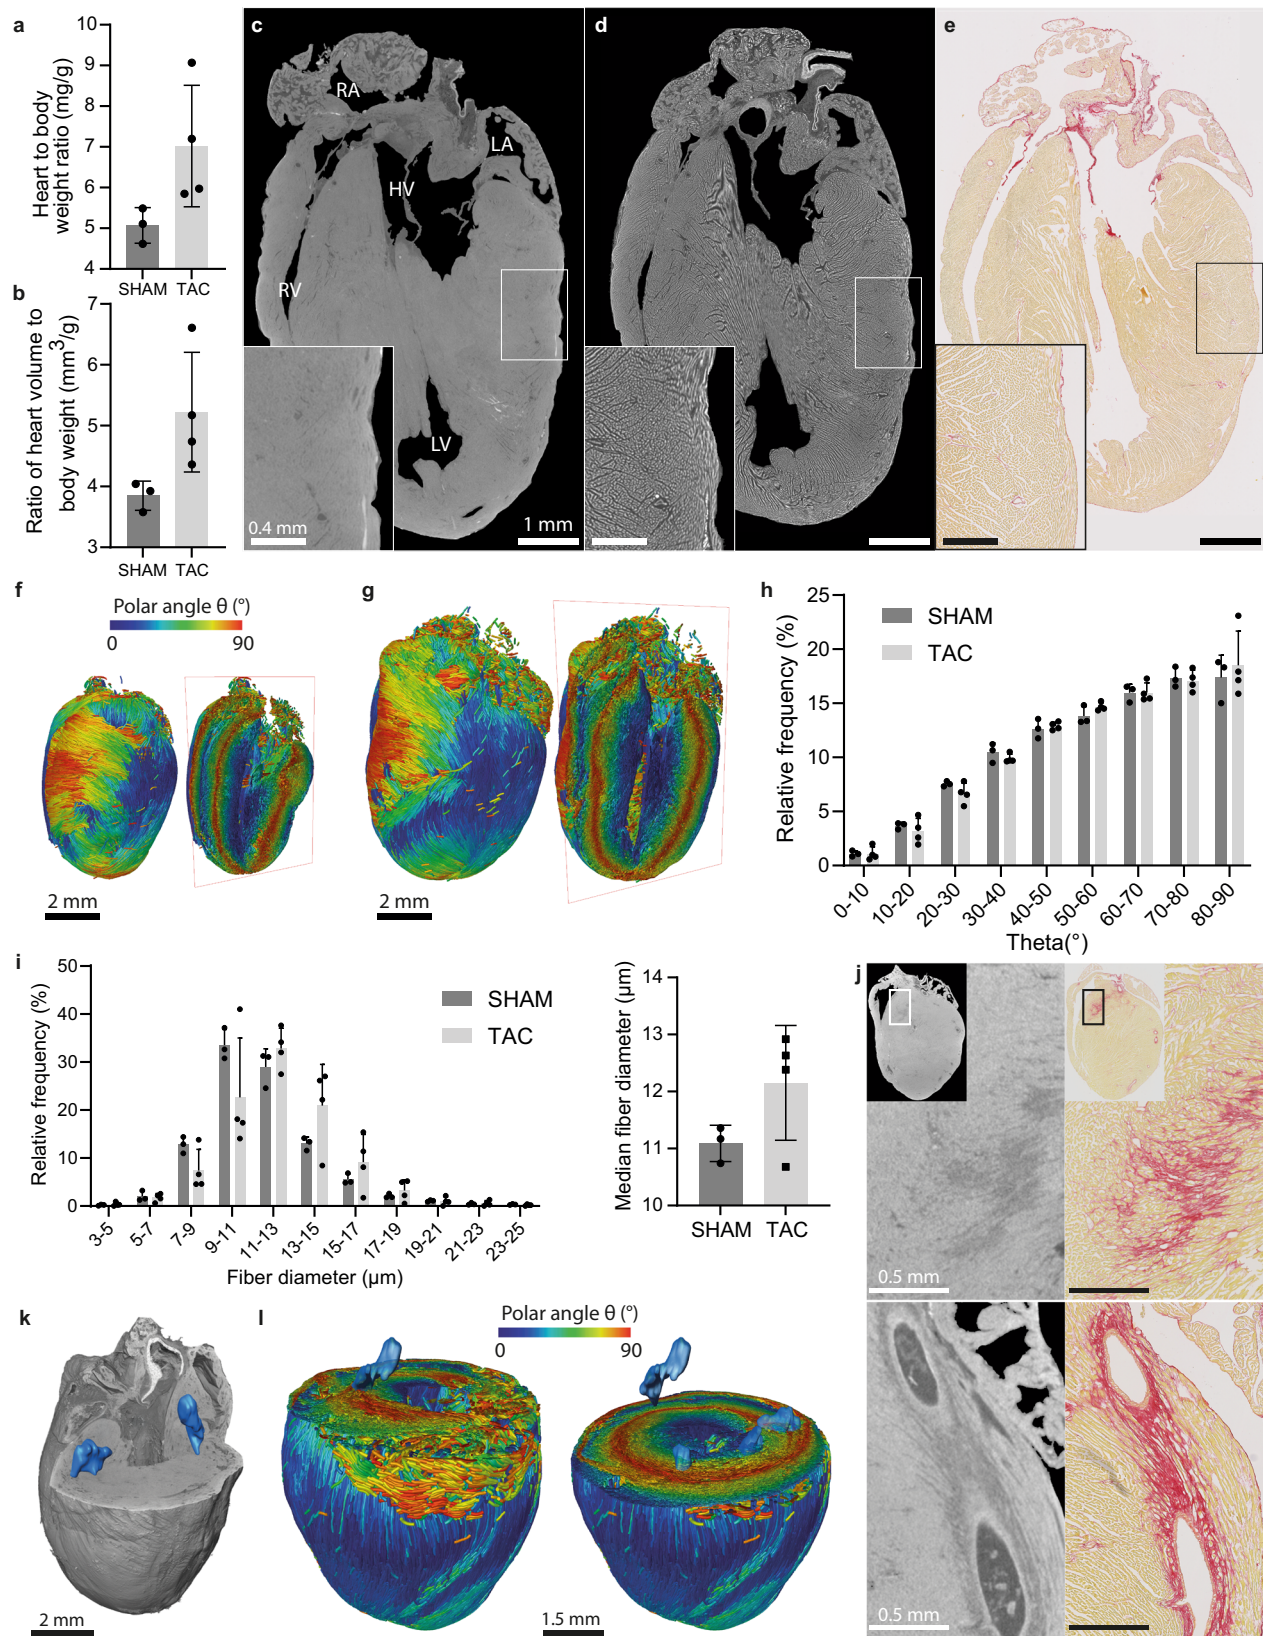 a
Heart to body
weight ratio (mg/g)
10
9
8
7
6
5
4
SHAM
TAC
b
Ratio of heart volume to
body weight (mm³/g)
7
6
5
4
3
SHAM
TAC
c
RA
LA
HV
RV
LV
0.4 mm
1 mm
d
e
f
Polar angle θ (°)
0
90
2 mm
g
2 mm
h
Relative frequency (%)
25
20
15
10
5
0
SHAM
TAC
0-10
10-20
20-30
30-40
40-50
50-60
60-70
70-80
80-90
Theta(°)
i
Relative frequency (%)
50
40
30
20
10
0
SHAM
TAC
3-5
5-7
7-9
9-11
11-13
13-15
15-17
17-19
19-21
21-23
23-25
Fiber diameter (µm)
Median fiber diameter (µm)
14
13
12
11
10
SHAM
TAC
j
0.5 mm
0.5 mm
k
2 mm
l
Polar angle θ (°)
0
90
1.5 mm